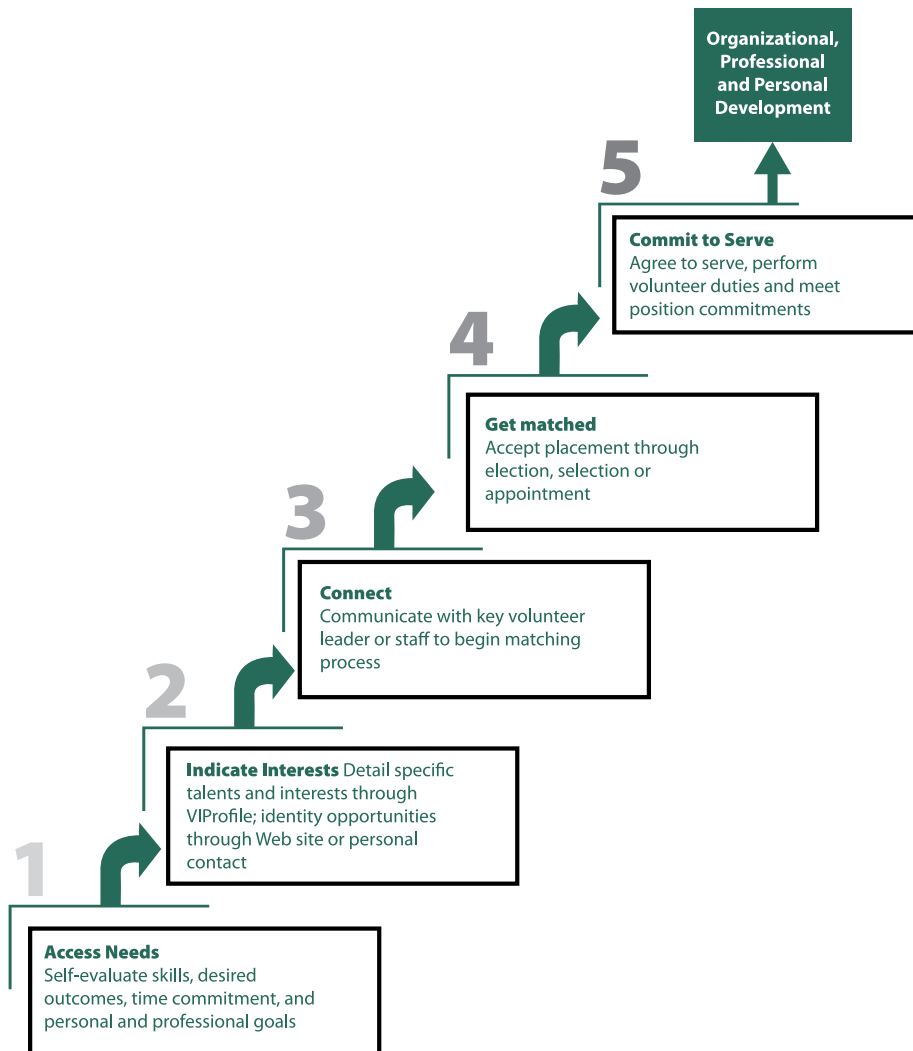 Organizational,
Professional
and Personal
Development
5
Commit to Serve
Agree to serve, perform
volunteer duties and meet
position commitments
4
Get matched
Accept placement through
election, selection or
appointment
3
Connect
Communicate with key volunteer
leader or staff to begin matching
process
2
Indicate Interests Detail specific
talents and interests through
VIProfile; identity opportunities
through Web site or personal
contact
1
Access Needs
Self-evaluate skills, desired
outcomes, time commitment, and
personal and professional goals